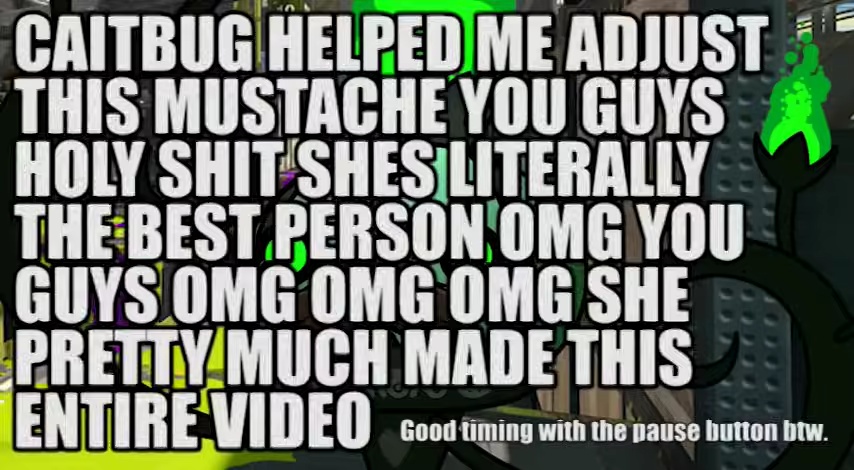 CAITBUG HELPED ME ADJUST
THIS MUSTACHE YOU GUYS
HOLY SHIT SHES LITERALLY
THE BEST PERSON OMG YOU
GUYS OMG OMG OMG SHE
PRETTY MUCH MADE THIS
ENTIRE VIDEO
Good timing with the pause button btw.